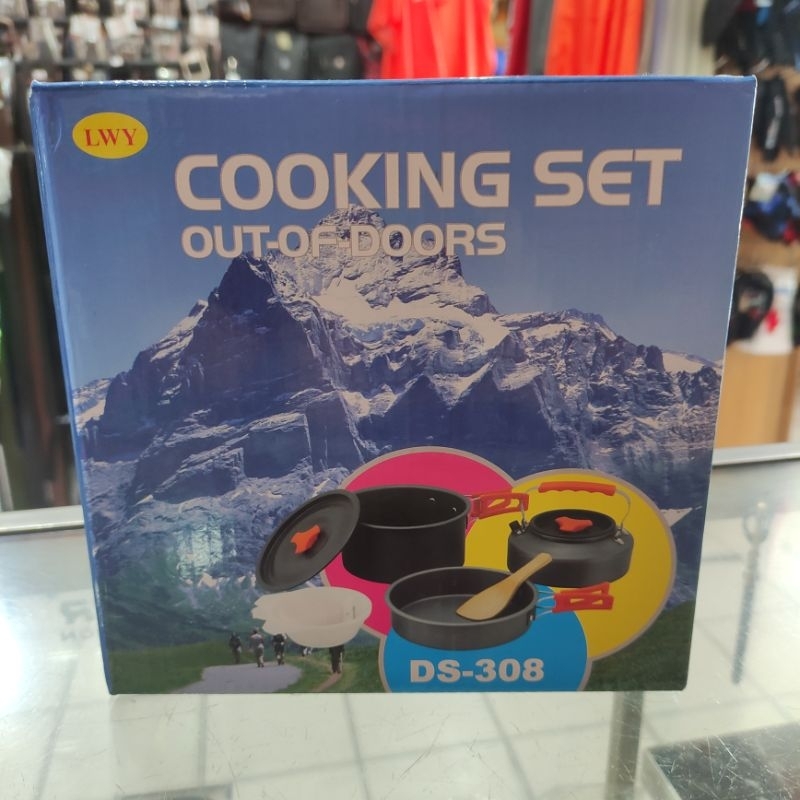 LWY
COOKING SET
OUT-OF-DOORS
DS-308